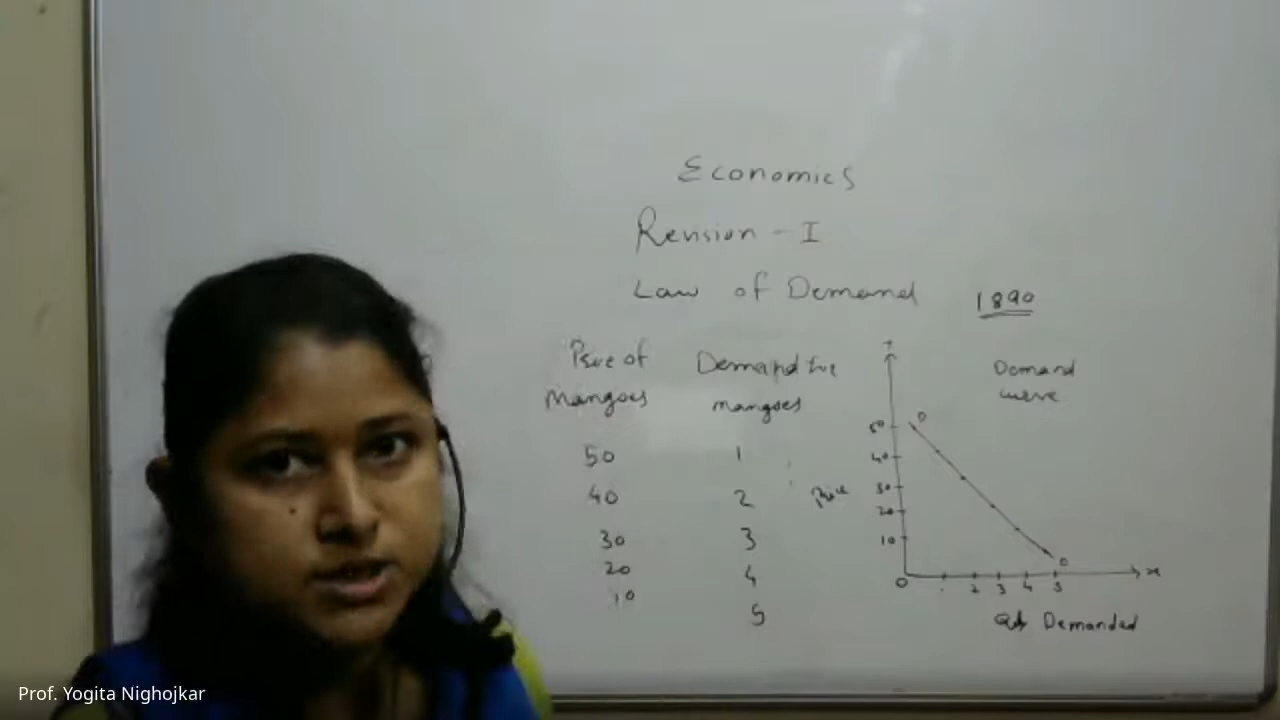 Economics
Revision - I
Law of Demand 1890
Price of Mangoes
Demand for mangoes
50 1
40 2
30 3
20 4
10 5
Demand curve
Y
50
40
30
20
10
Price
D
D
O 2 3 4 5 x
Qty Demanded
Prof. Yogita Nighojkar